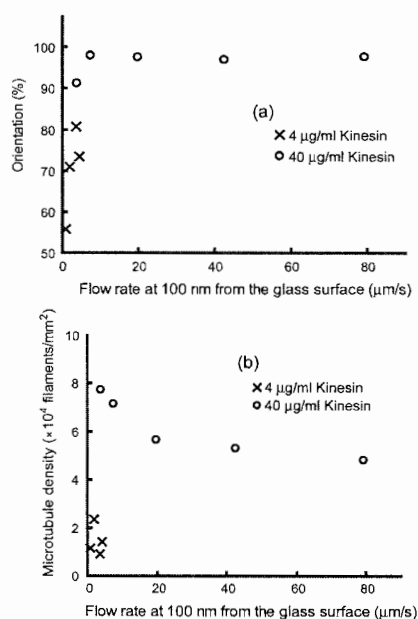 100
90
80
70
60
50
Orientation (%)
(a)
× 4 μg/ml Kinesin
o 40 μg/ml Kinesin
0 20 40 60 80
Flow rate at 100 nm from the glass surface (μm/s)
10
8
6
4
2
0
Microtubule density (×10⁴ filaments/mm²)
(b)
× 4 μg/ml Kinesin
o 40 μg/ml Kinesin
0 20 40 60 80
Flow rate at 100 nm from the glass surface (μm/s)